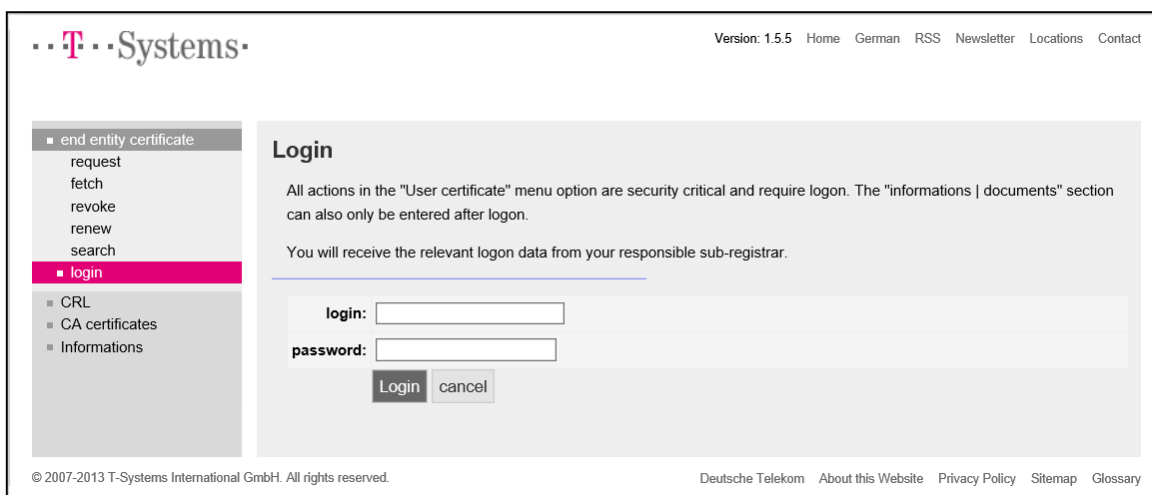 T Systems
Version: 1.5.5 Home German RSS Newsletter Locations Contact
end entity certificate
request
fetch
revoke
renew
search
login
CRL
CA certificates
Informations
Login
All actions in the "User certificate" menu option are security critical and require logon. The "informations | documents" section
can also only be entered after logon.
You will receive the relevant logon data from your responsible sub-registrar.
login:
password:
Login cancel
© 2007-2013 T-Systems International GmbH. All rights reserved.
Deutsche Telekom About this Website Privacy Policy Sitemap Glossary